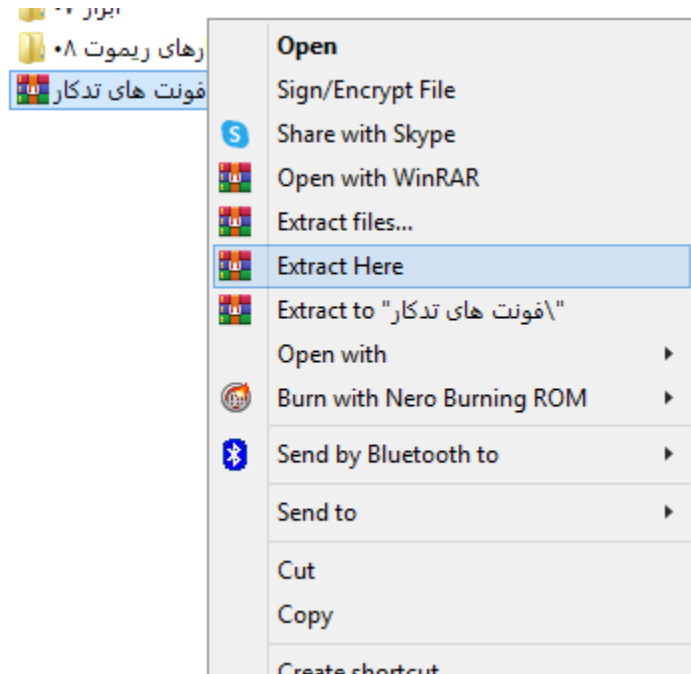 ابزار ۰۷
رهای ریموت ۰۸
فونت های تدکار
Open
Sign/Encrypt File
Share with Skype
Open with WinRAR
Extract files...
Extract Here
Extract to "فونت های تدکار\"
Open with
Burn with Nero Burning ROM
Send by Bluetooth to
Send to
Cut
Copy
Create shortcut